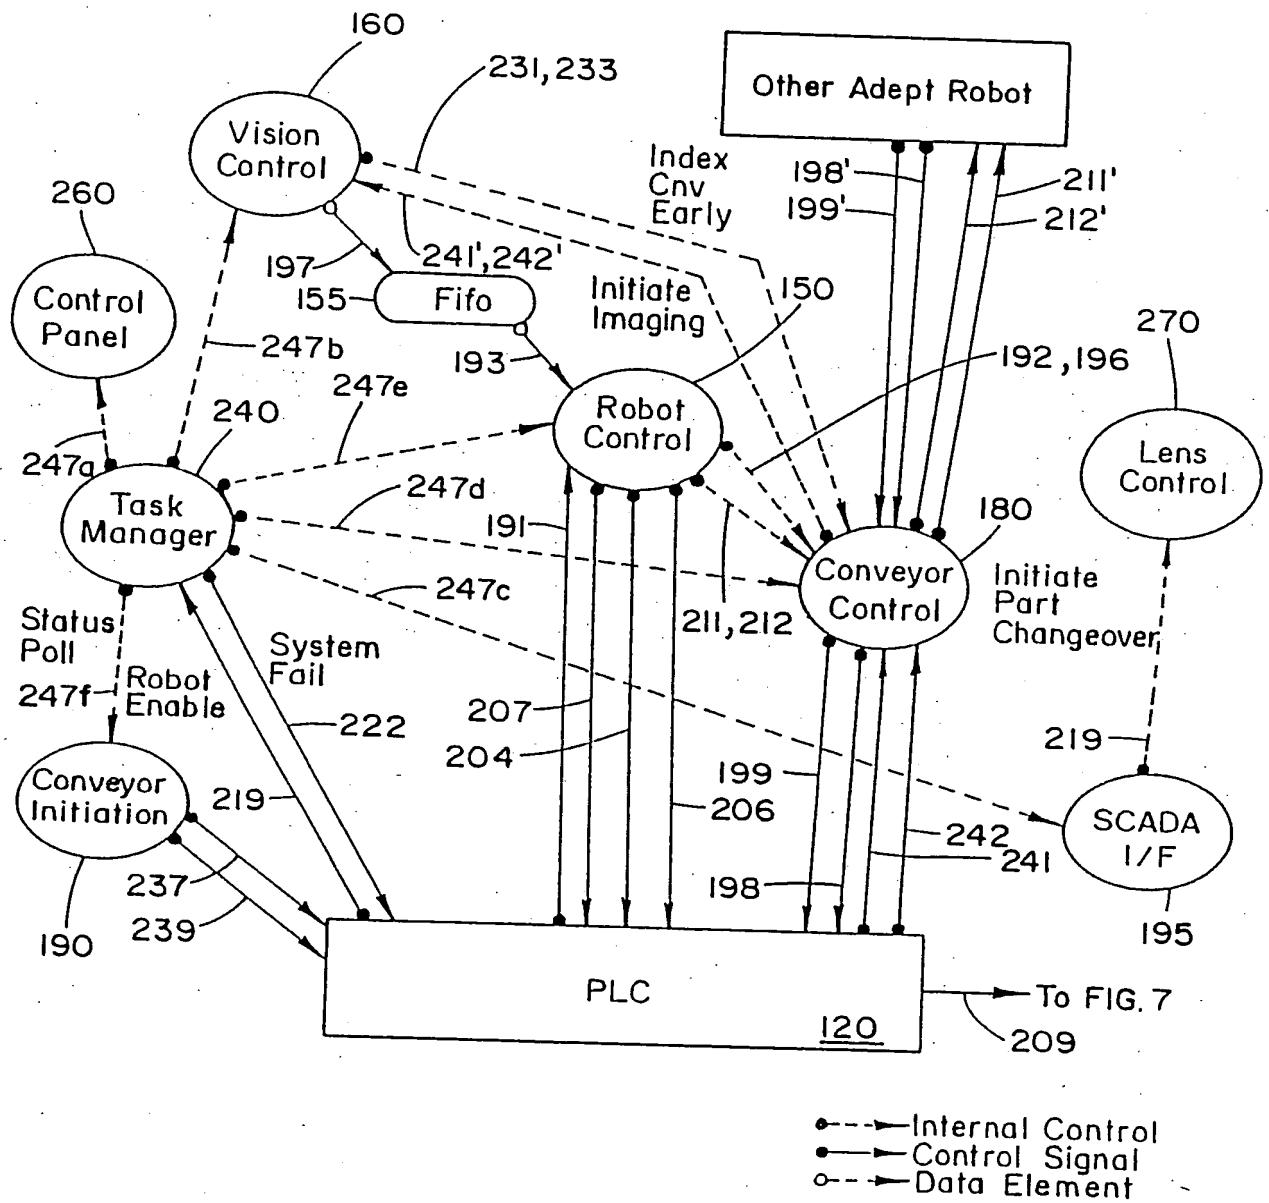 160
231, 233
Other Adept Robot
Vision
Control
Index
Cnv
Early
198'
199'
211'
212'
260
197
241', 242'
Control
Panel
155
Fifo
Initiate
Imaging
150
270
247b
193
192, 196
247e
240
Robot
Control
Lens
Control
247a
Task
Manager
247d
191
180
247c
Conveyor
Control
Initiate
Part
Changeover
211, 212
Status
Poll
System
Fail
247f
Robot
Enable
207
222
204
219
Conveyor
Initiation
219
199
206
SCADA
I/F
242
241
237
198
239
190
195
PLC
To FIG. 7
120
209
Internal Control
Control Signal
Data Element